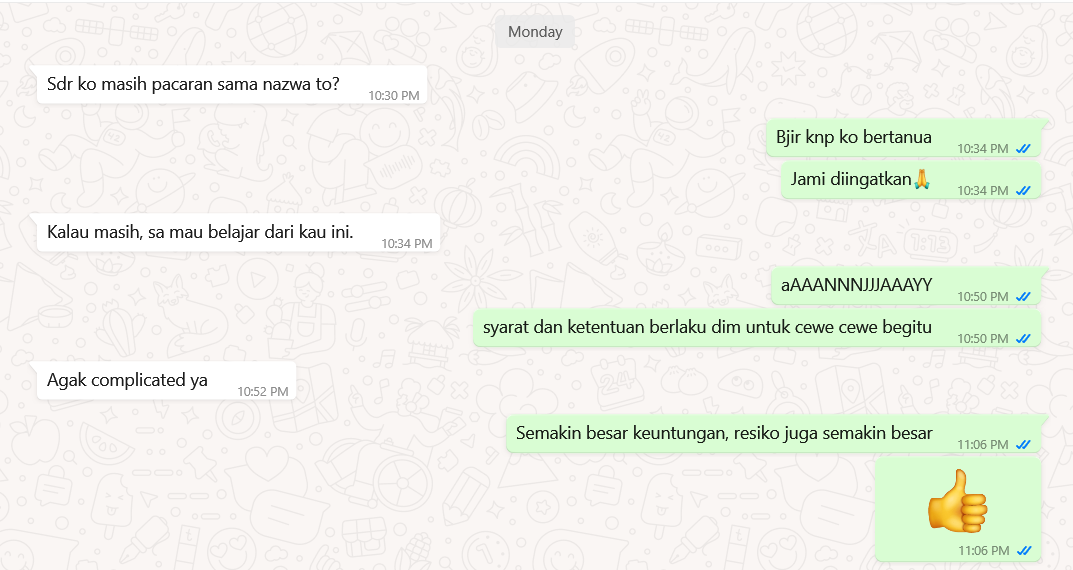 Monday
Sdr ko masih pacaran sama nazwa to?
10:30 PM
Bjir knp ko bertanua
10:34 PM
Jami diingatkan🙏
10:34 PM
Kalau masih, sa mau belajar dari kau ini.
10:34 PM
aAAANNNJJJAAAYY
10:50 PM
syarat dan ketentuan berlaku dim untuk cewe cewe begitu
10:50 PM
Agak complicated ya
10:52 PM
Semakin besar keuntungan, resiko juga semakin besar
11:06 PM
👍
11:06 PM